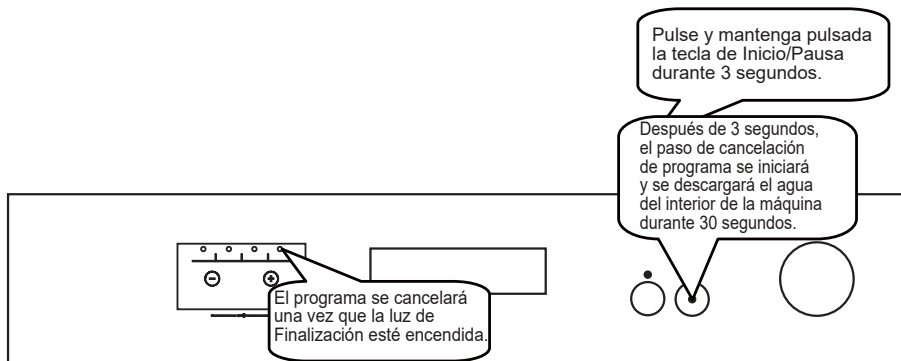 Pulse y mantenga pulsada
la tecla de Inicio/Pausa
durante 3 segundos.
Después de 3 segundos,
el paso de cancelación
de programa se iniciará
y se descargará el agua
del interior de la máquina
durante 30 segundos.
El programa se cancelará
una vez que la luz de
Finalización esté encendida.